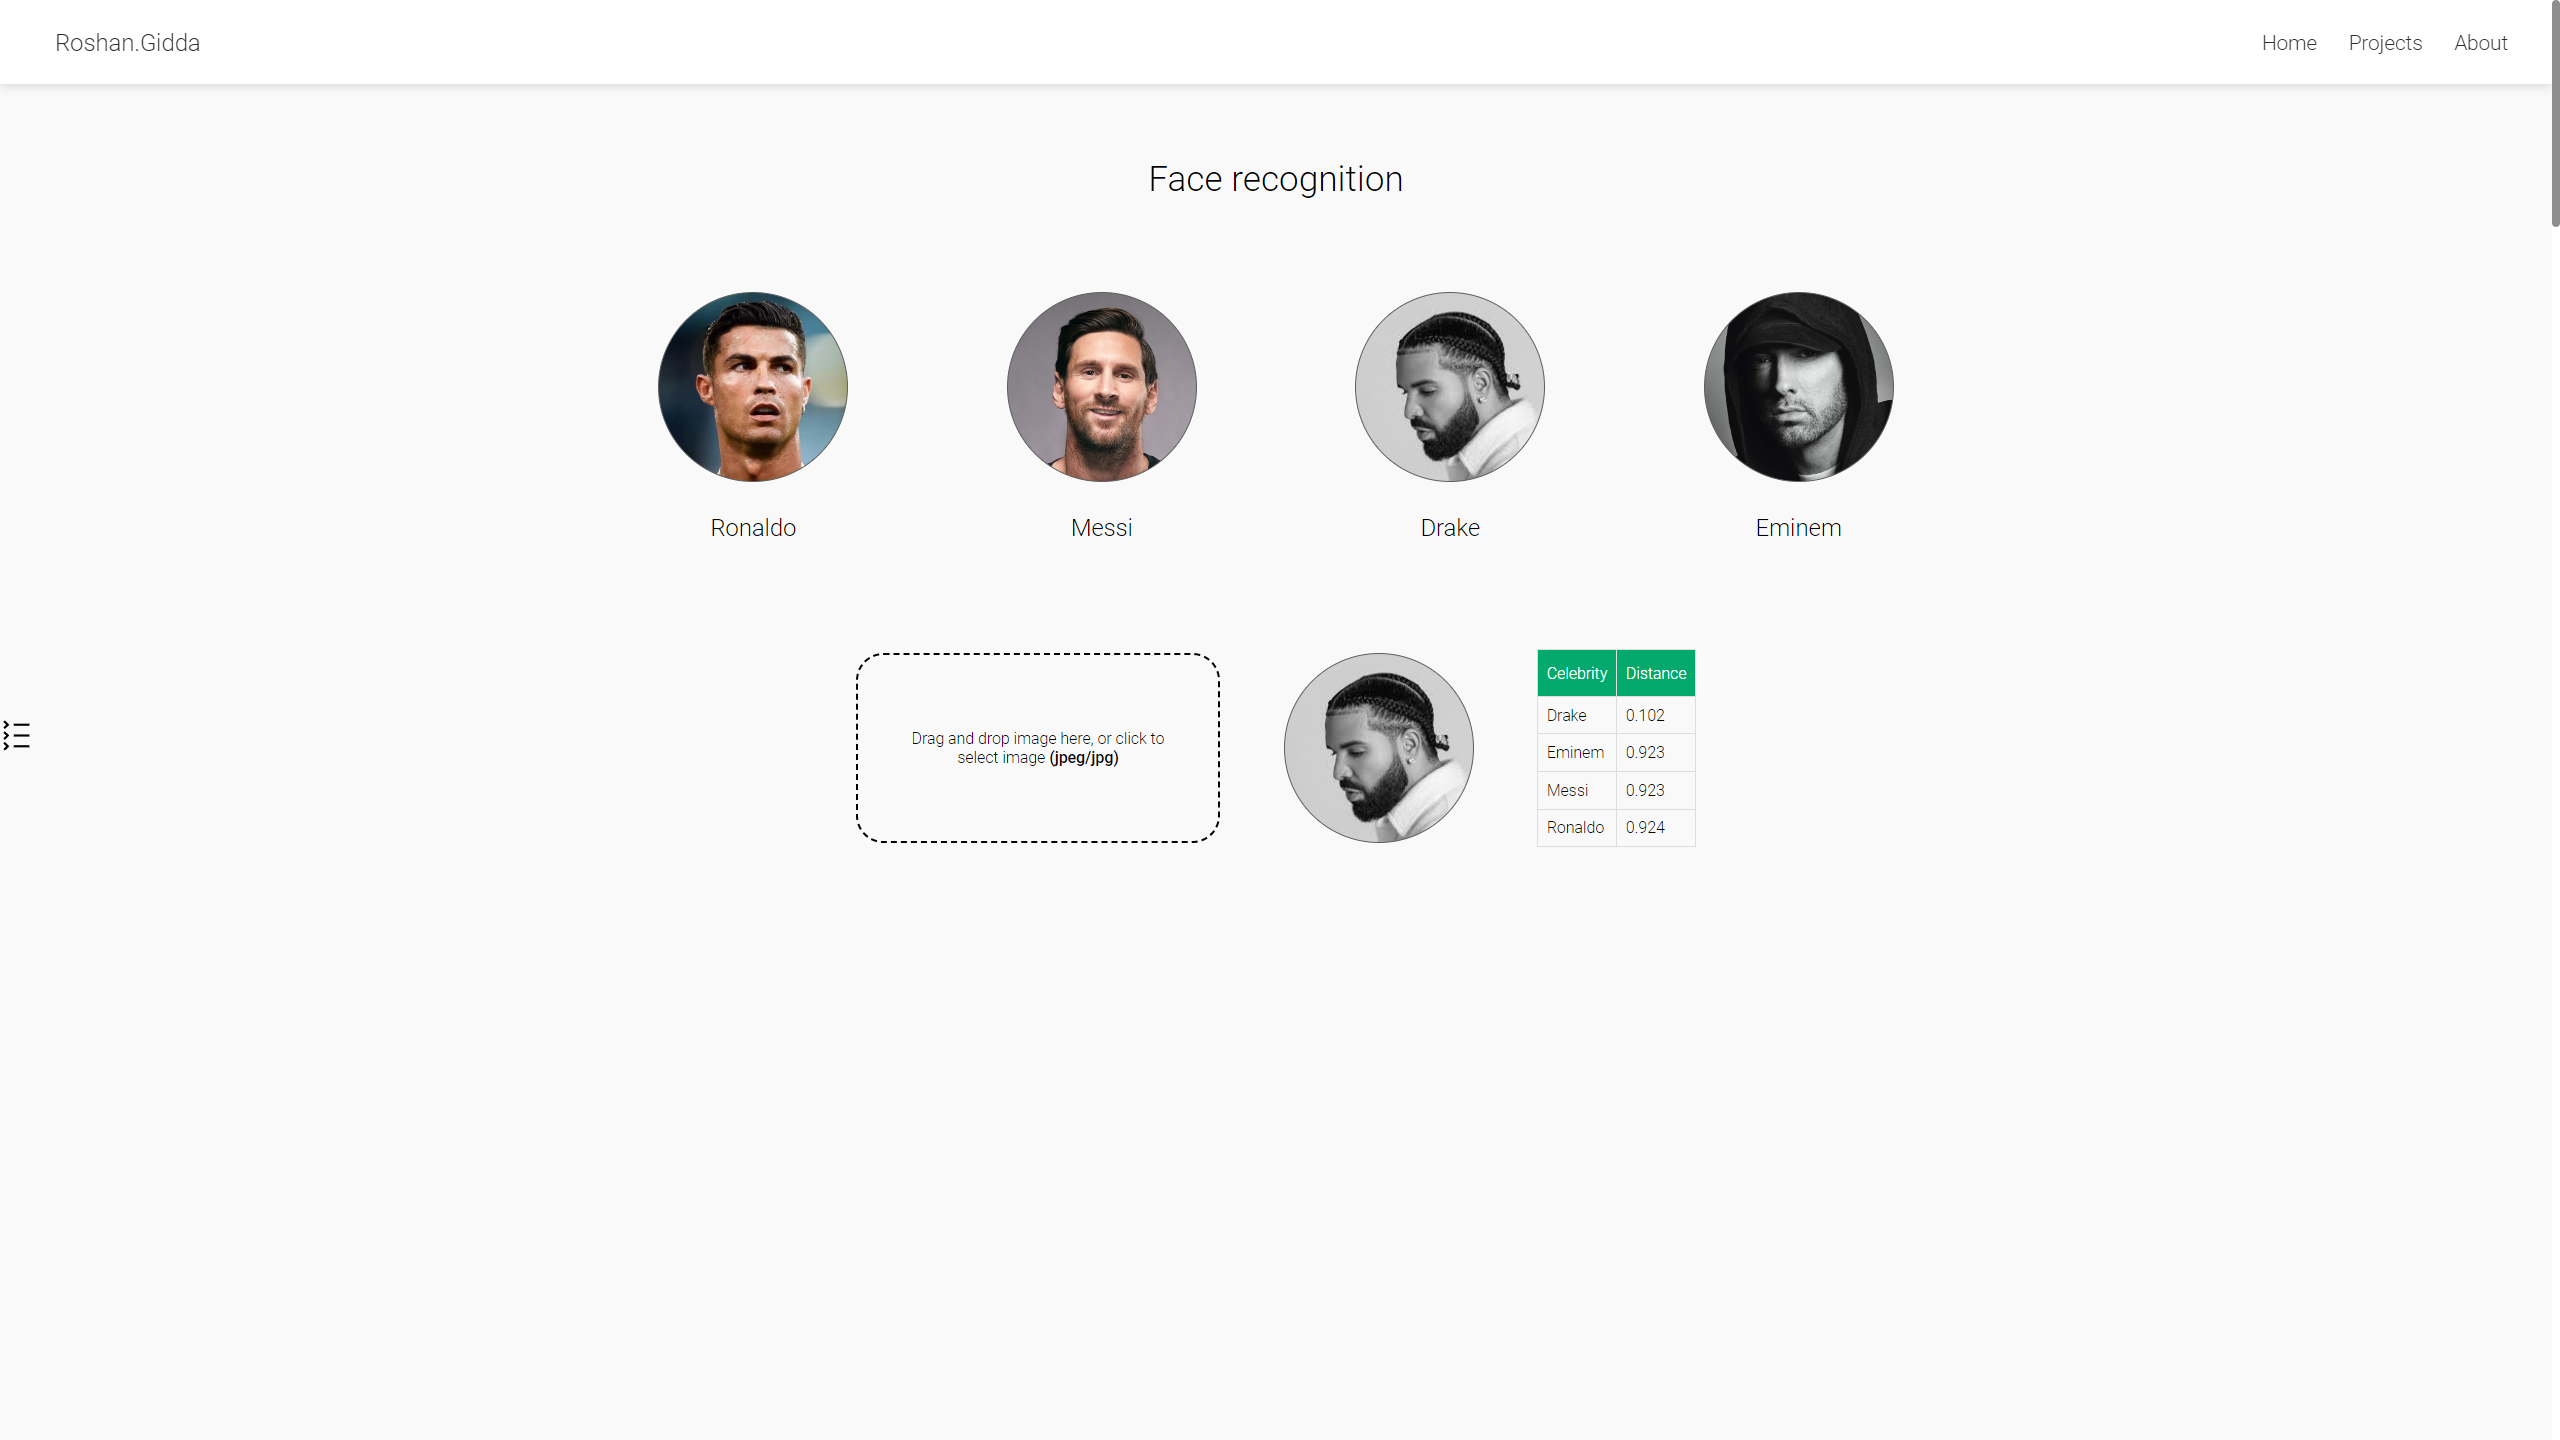 Roshan.Gidda
Home Projects About
Face recognition
Ronaldo Messi Drake Eminem
Drag and drop image here, or click to
select image (jpeg/jpg)
Celebrity Distance
Drake 0.102
Eminem 0.923
Messi 0.923
Ronaldo 0.924